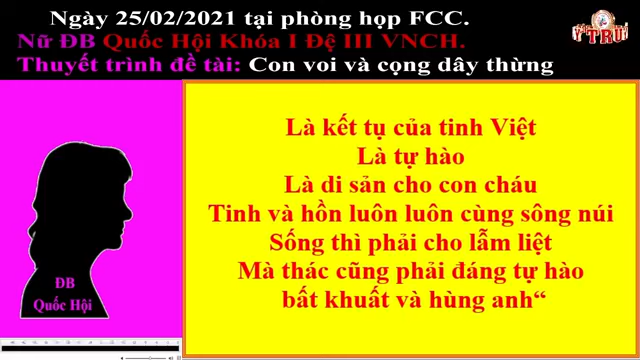 Ngày 25/02/2021 tại phòng họp FCC.
Nữ ĐB Quốc Hội Khóa I Đệ III VNCH.
Thuyết trình đề tài: Con voi và cọng dây thừng
Là kết tụ của tinh Việt
Là tự hào
Là di sản cho con cháu
Tinh và hồn luôn luôn cùng sông núi
Sống thì phải cho lẫm liệt
Mà thác cũng phải đáng tự hào
bất khuất và hùng anh“
ĐB
Quốc Hội